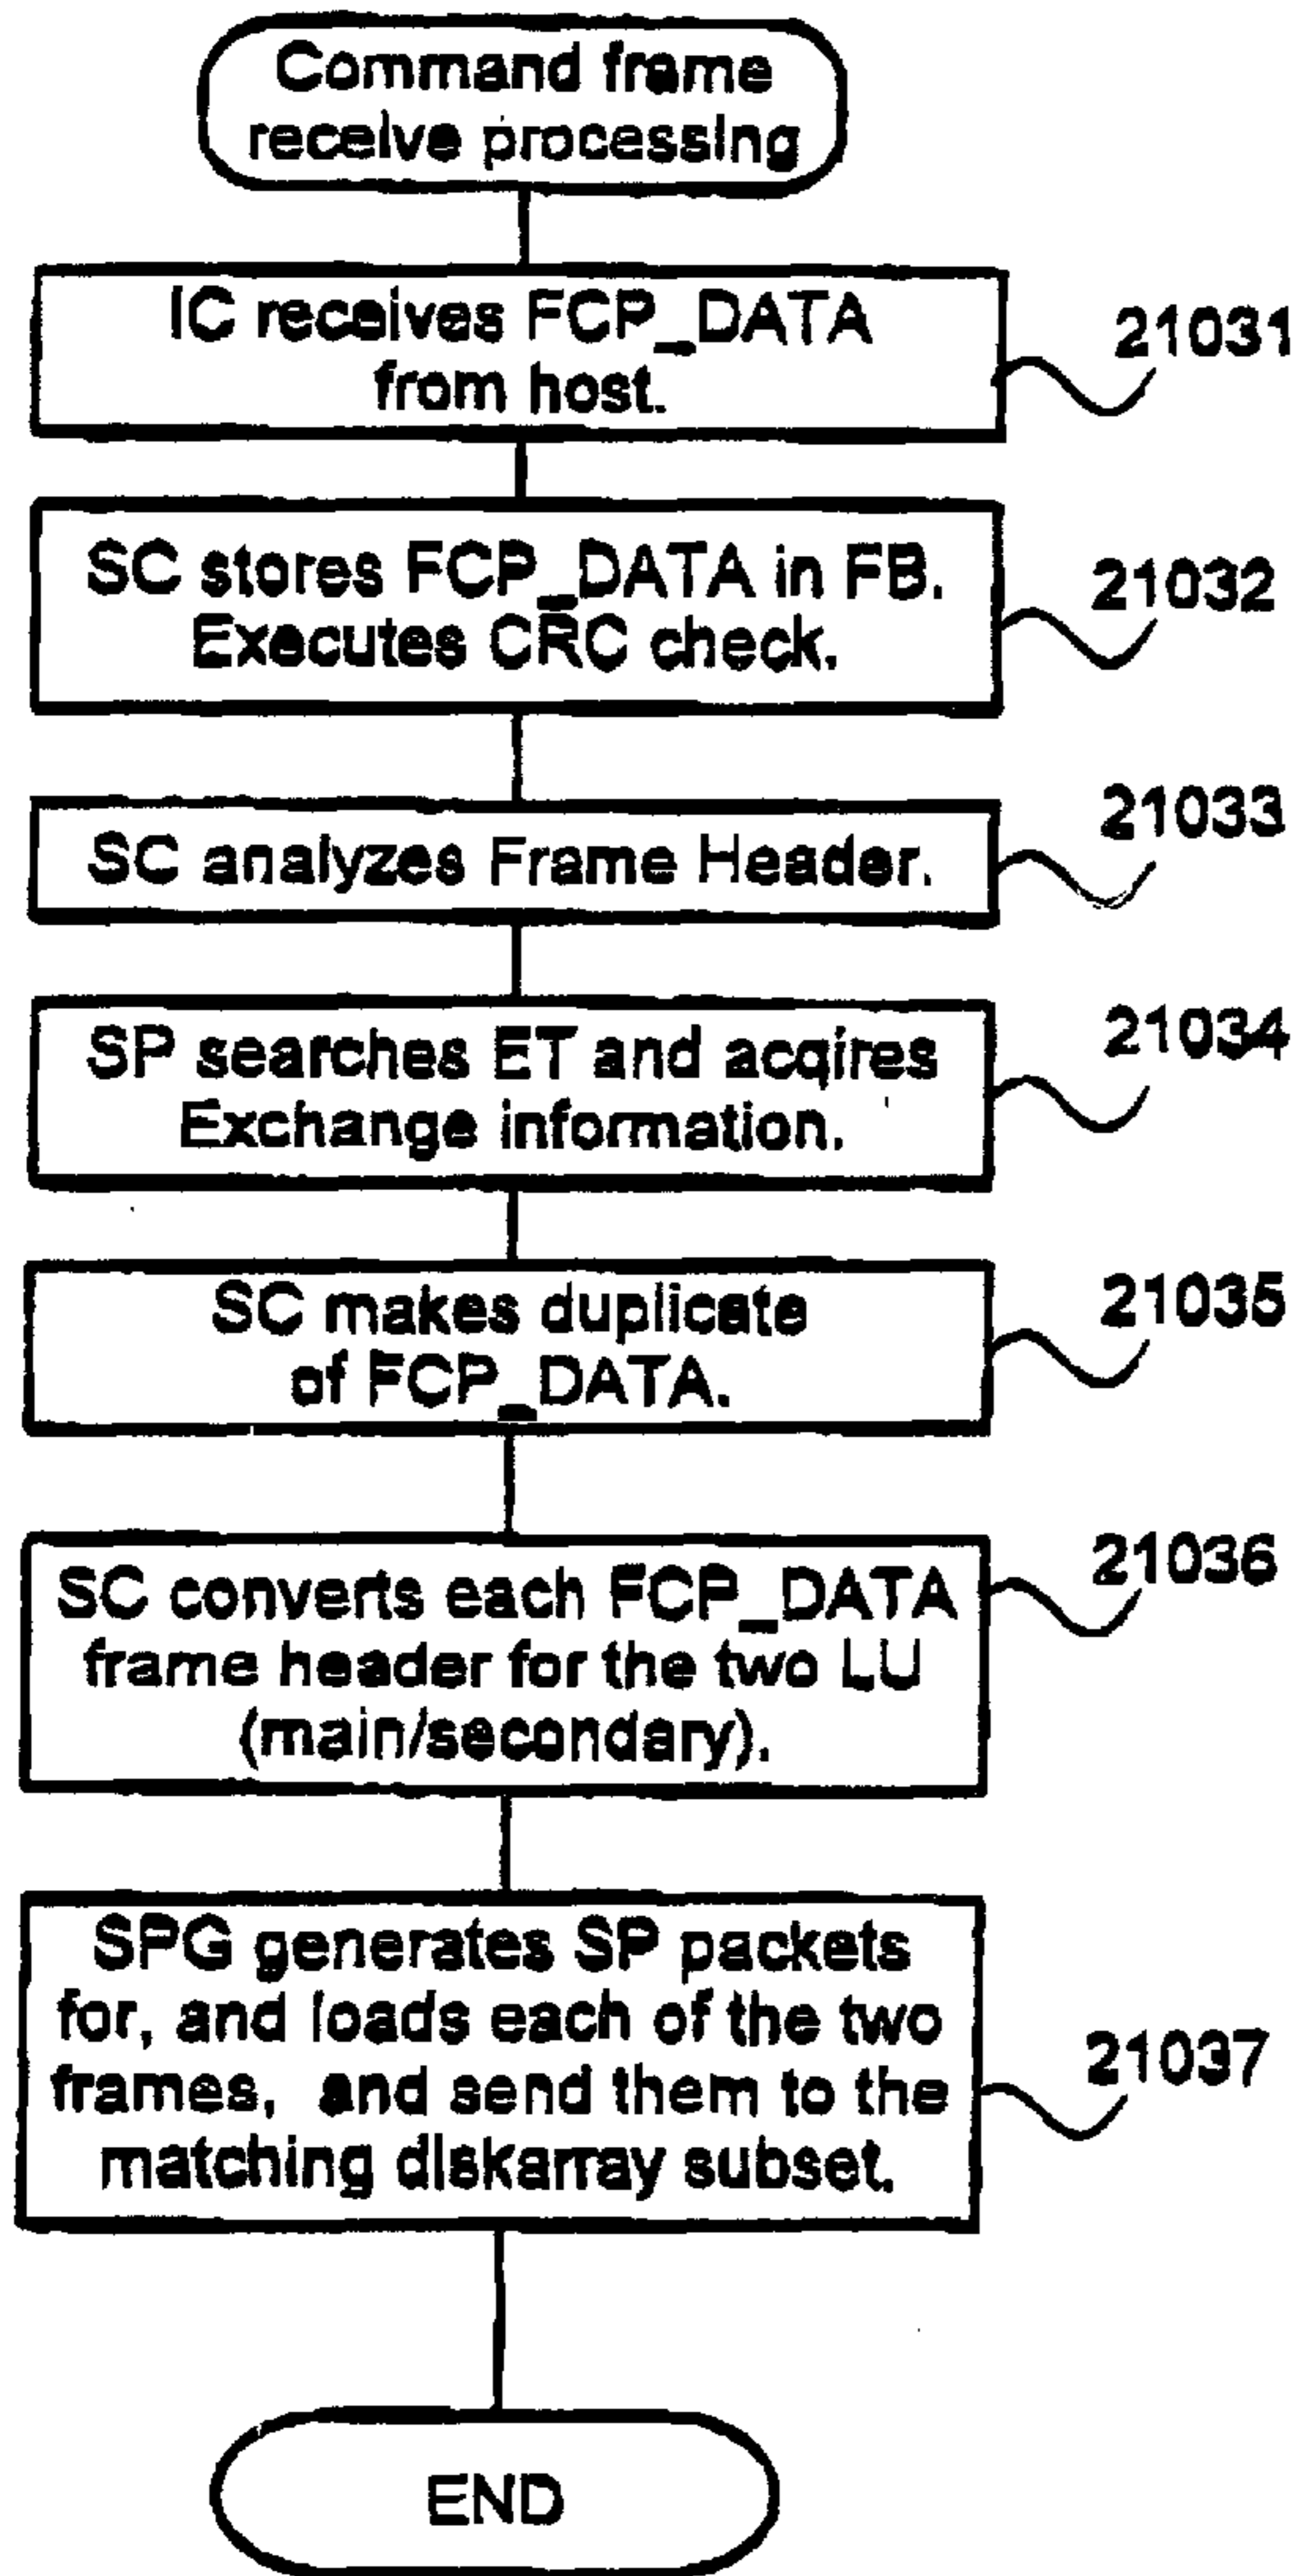 Command frame
receive processing
IC receives FCP_DATA
from host.
21031
SC stores FCP_DATA in FB.
Executes CRC check.
21032
SC analyzes Frame Header.
21033
SP searches ET and acqires
Exchange information.
21034
SC makes duplicate
of FCP_DATA.
21035
SC converts each FCP_DATA
frame header for the two LU
(main/secondary).
21036
SPG generates SP packets
for, and loads each of the two
frames, and send them to the
matching diskarray subset.
21037
END